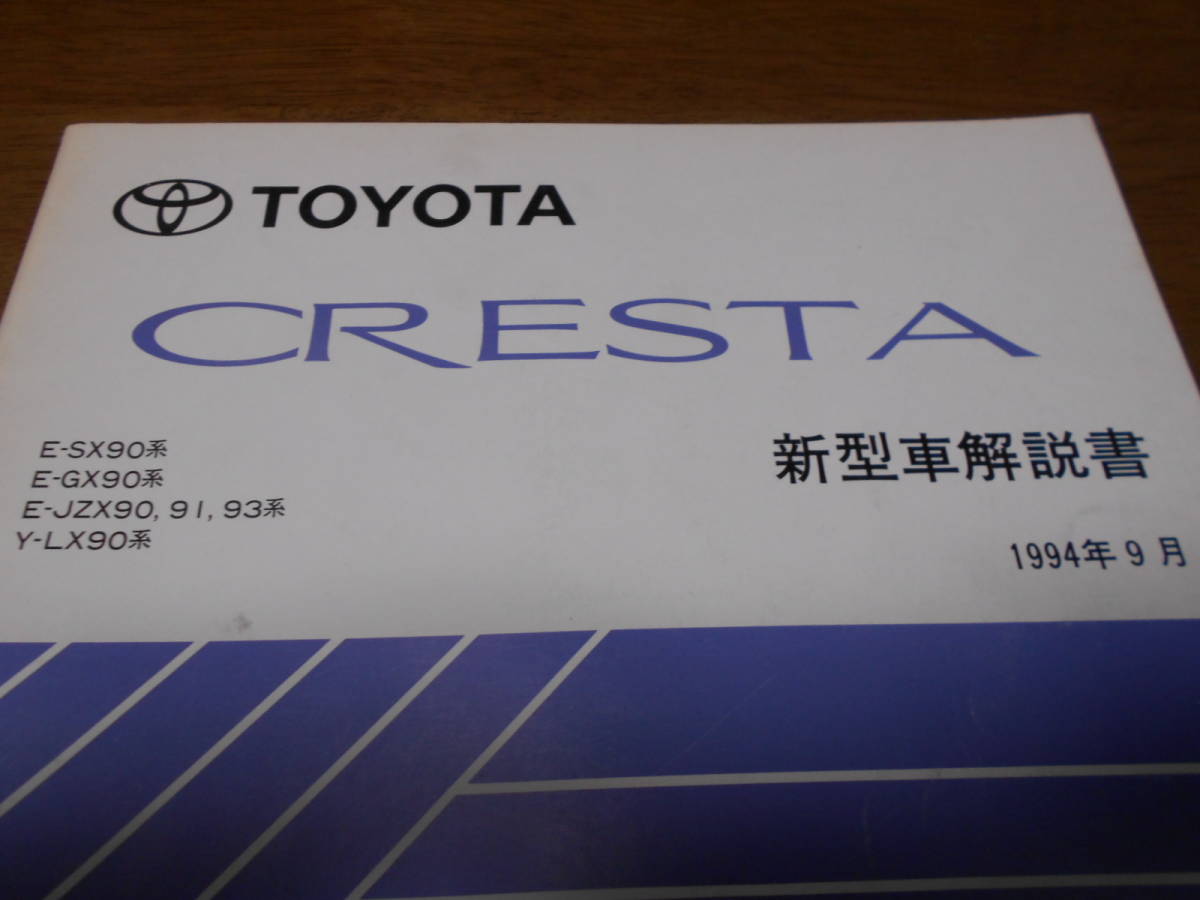 TOYOTA
CRESTA
E-SX90系
E-GX90系
E-JZX90, 91, 93系
Y-LX90系
新型車解説書
1994年9月